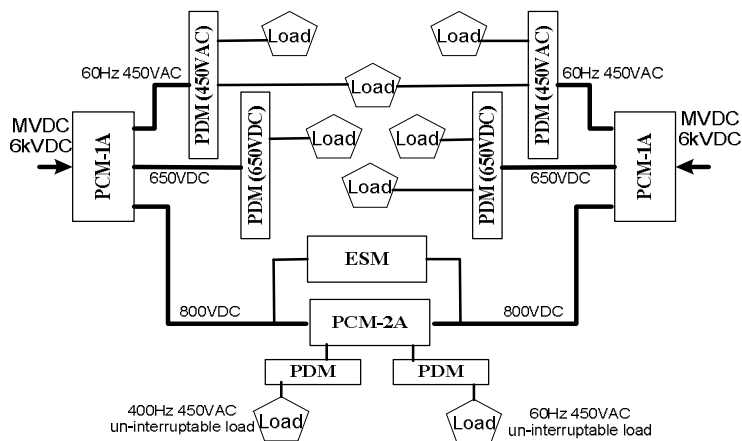 Load
Load
60Hz 450VAC
PDM (450VAC)
Load
PDM (450VAC)
60Hz 450VAC
MVDC
6kVDC
PCM-1A
650VDC
PDM (650VDC)
Load
Load
Load
PDM (650VDC)
650VDC
PCM-1A
MVDC
6kVDC
ESM
800VDC
PCM-2A
800VDC
PDM
PDM
400Hz 450VAC
un-interruptable load
Load
Load
60Hz 450VAC
un-interruptable load